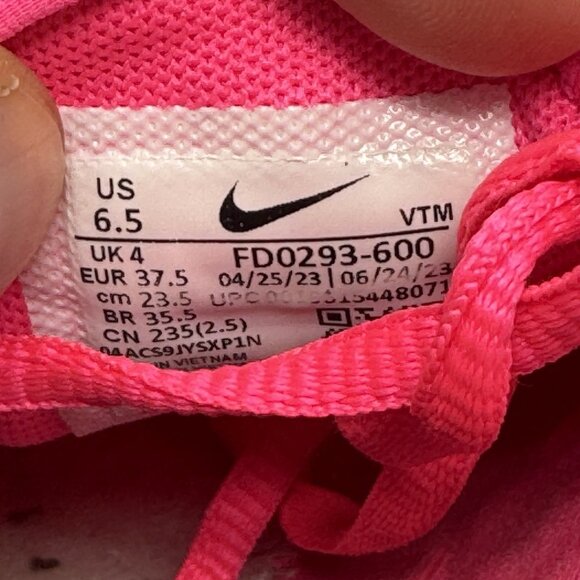 US
6.5
VTM
UK 4
FD0293-600
EUR 37.5
04/25/23 | 06/24/23
cm 23.5
BR 35.5
CN 235(2.5)
04ACS9JYSXP1N
VIETNAM